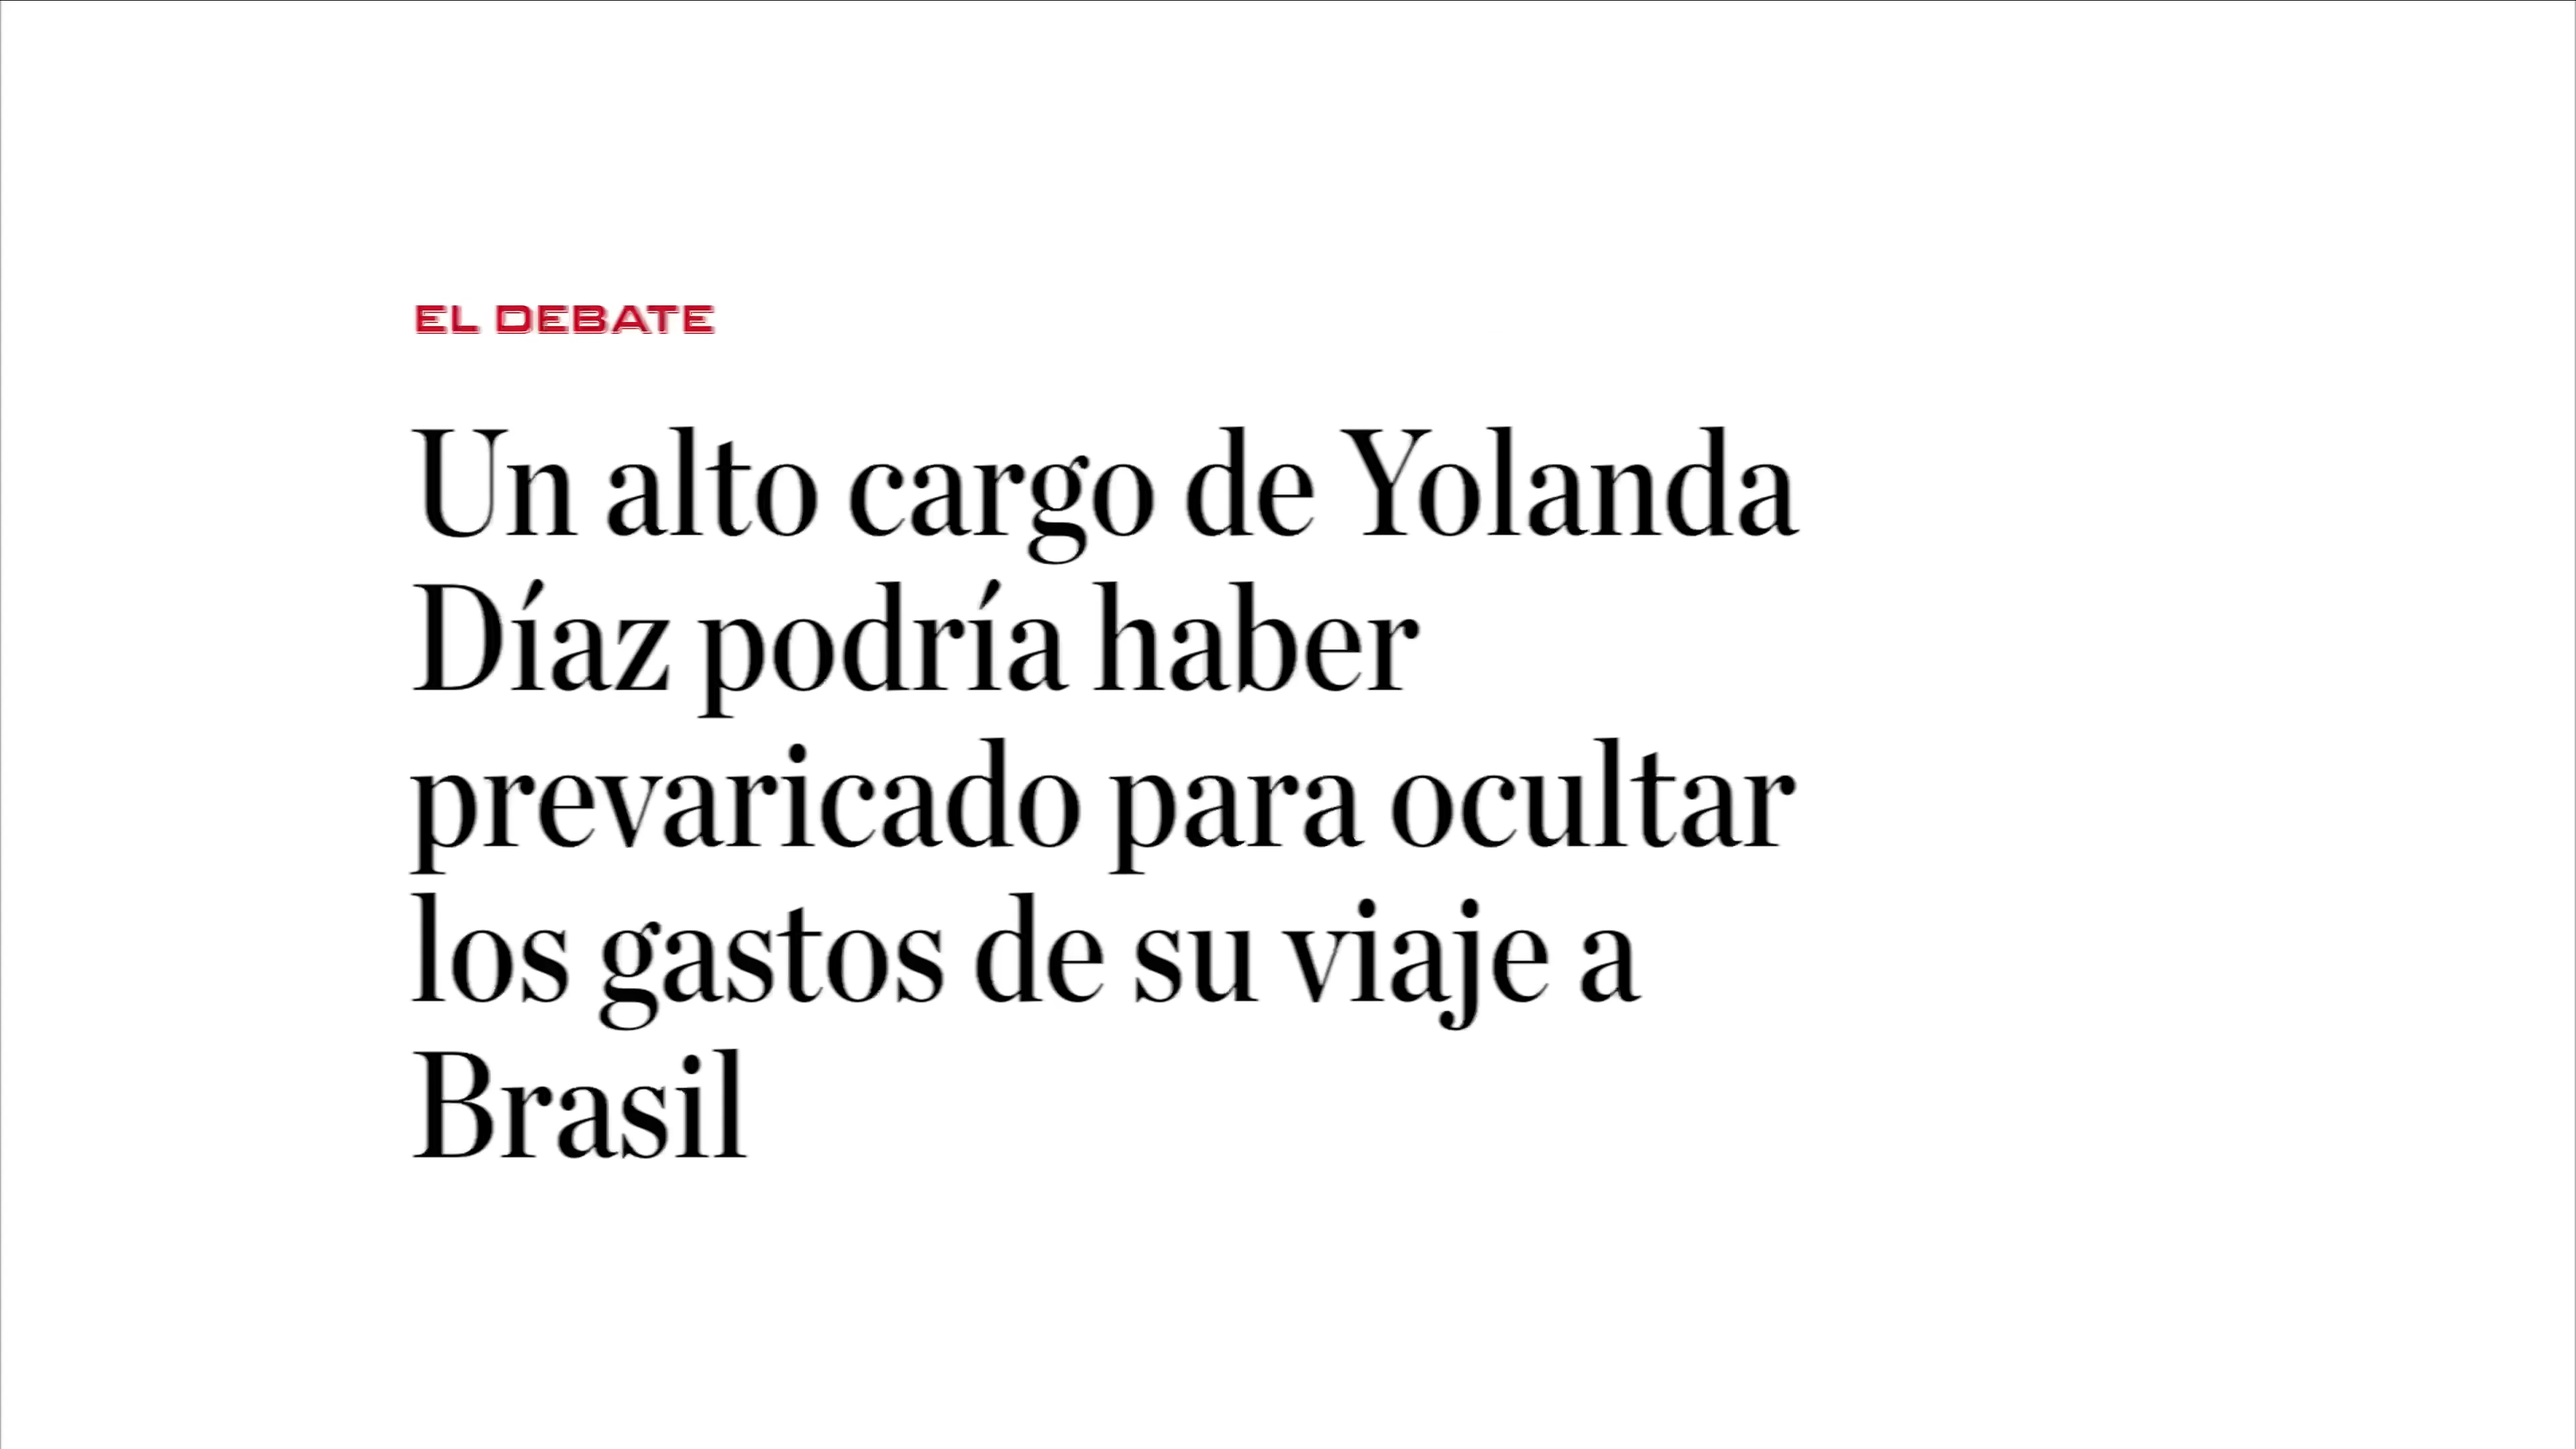 EL DEBATE
Un alto cargo de Yolanda
Díaz podría haber
prevaricado para ocultar
los gastos de su viaje a
Brasil